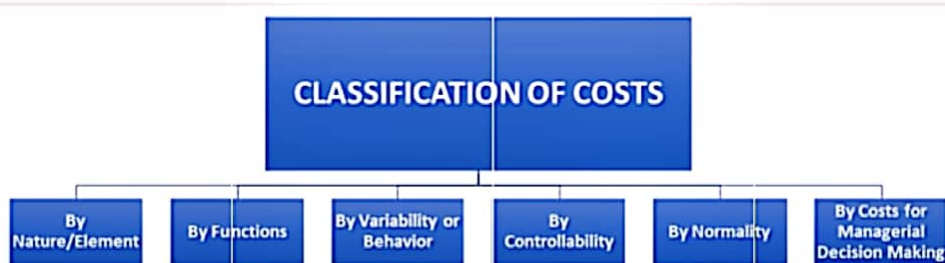 CLASSIFICATION OF COSTS
By
Nature/Element
By Functions
By Variability or
Behavior
By
Controllability
By Normality
By Costs for
Managerial
Decision Making